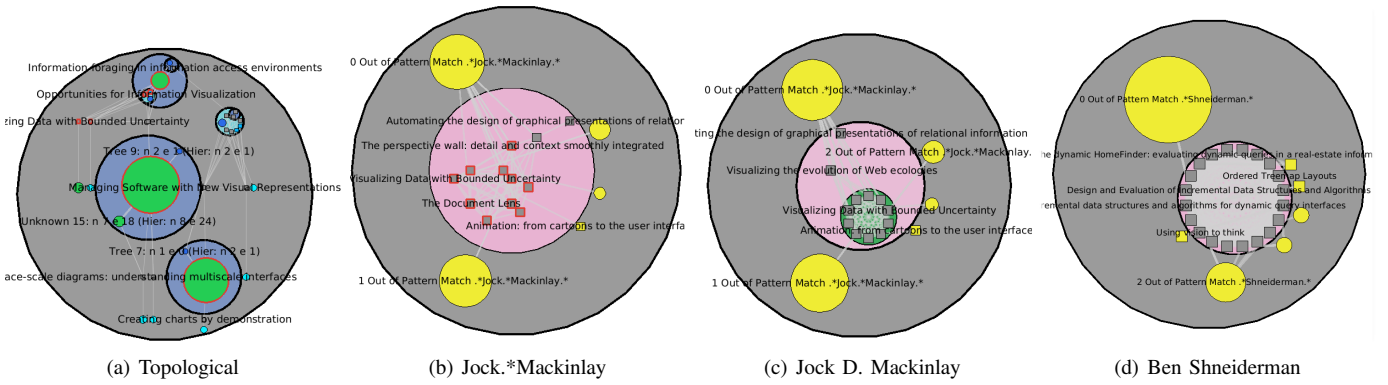 Information foraging in information access environments
Opportunities for Information Visualization
zing Data with Bounded Uncertainty
Tree 9: n 2 e 1 (Hier: n 2 e 1)
Managing Software with New Visual Representations
Unknown 15: n 7 e 18 (Hier: n 8 e 24)
Tree 7: n 1 e 0 (Hier: n 2 e 1)
ace-scale diagrams: understanding multiscale interfaces
Creating charts by demonstration
(a) Topological
0 Out of Pattern Match .*Jock.*Mackinlay.*
Automating the design of graphical presentations of relation
The perspective wall: detail and context smoothly integrated
Visualizing Data with Bounded Uncertainty
The Document Lens
Animation: from cartoons to the user interfa
1 Out of Pattern Match .*Jock.*Mackinlay.*
(b) Jock.*Mackinlay
0 Out of Pattern Match .*Jock.*Mackinlay.*
ting the design of graphical presentations of relational information
2 Out of Pattern Match .*Jock.*Mackinlay.
Visualizing the evolution of Web ecologies
Visualizing Data with Bounded Uncertainty
Animation: from cartoons to the user interface
1 Out of Pattern Match .*Jock.*Mackinlay.*
(c) Jock D. Mackinlay
0 Out of Pattern Match .*Shneiderman.*
he dynamic HomeFinder: evaluating dynamic queries in a real-estate inform
Ordered Treemap Layouts
Design and Evaluation of Incremental Data Structures and Algorithms
remental data structures and algorithms for dynamic query interfaces
Using vision to think
2 Out of Pattern Match .*Shneiderman.*
(d) Ben Shneiderman